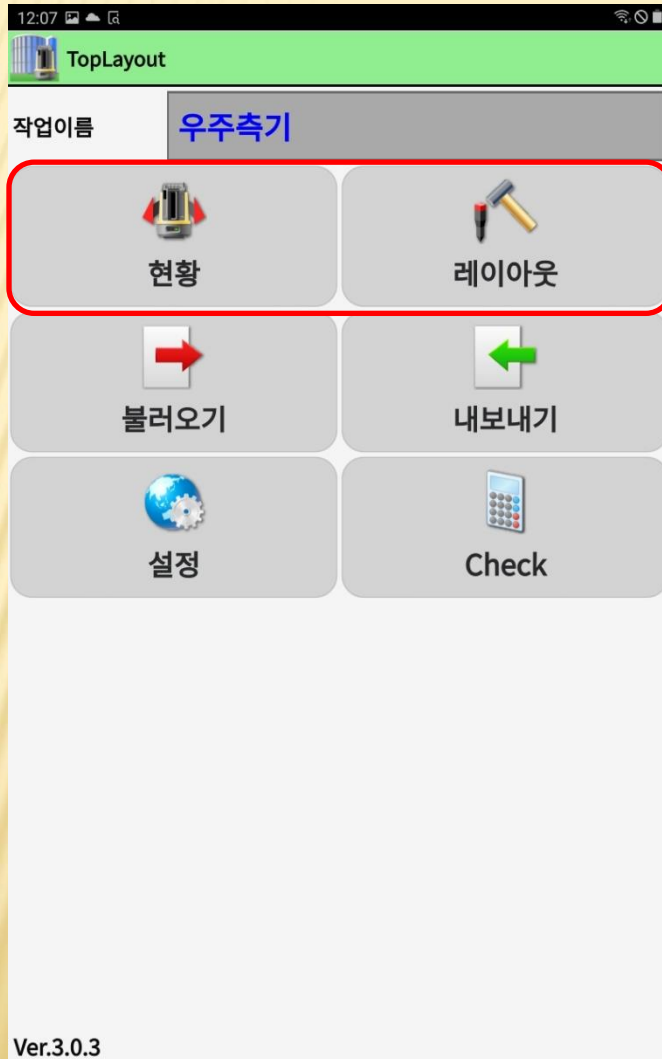 12:07
TopLayout
작업이름 우주측기
현황 레이아웃
불러오기 내보내기
설정 Check
Ver.3.0.3